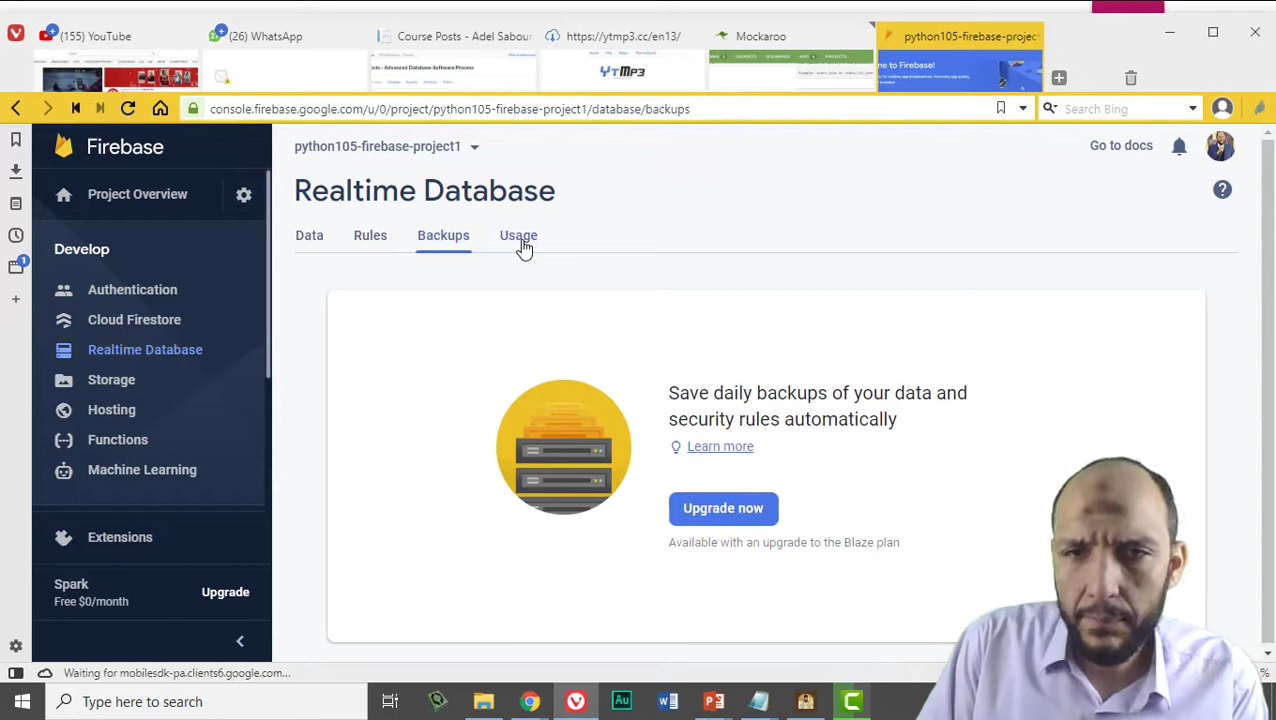 (155) YouTube
(26) WhatsApp
Course Posts - Adel Sabour
https://ytmp3.cc/en13/
Mockaroo
python105-firebase-project
YTMP3
console.firebase.google.com/u/0/project/python105-firebase-project1/database/backups
Search Bing
Firebase
python105-firebase-project1
Go to docs
Project Overview
Realtime Database
Data
Rules
Backups
Usage
Develop
Authentication
Cloud Firestore
Realtime Database
Storage
Hosting
Functions
Machine Learning
Extensions
Spark
Free $0/month
Upgrade
Save daily backups of your data and
security rules automatically
Learn more
Upgrade now
Available with an upgrade to the Blaze plan
1
Waiting for mobilesdk-pa.clients6.google.com...
Type here to search